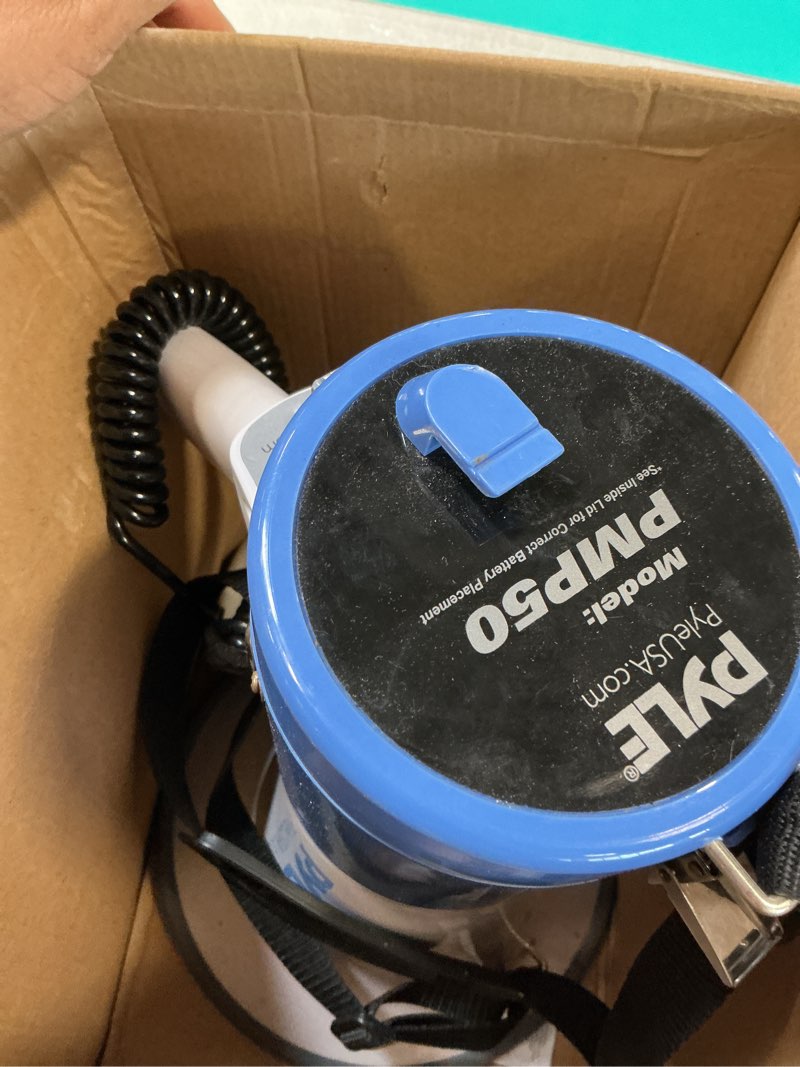 PYLE®
PyleUSA.com
Model:
PMP50
*See Inside Lid for Correct Battery Placement